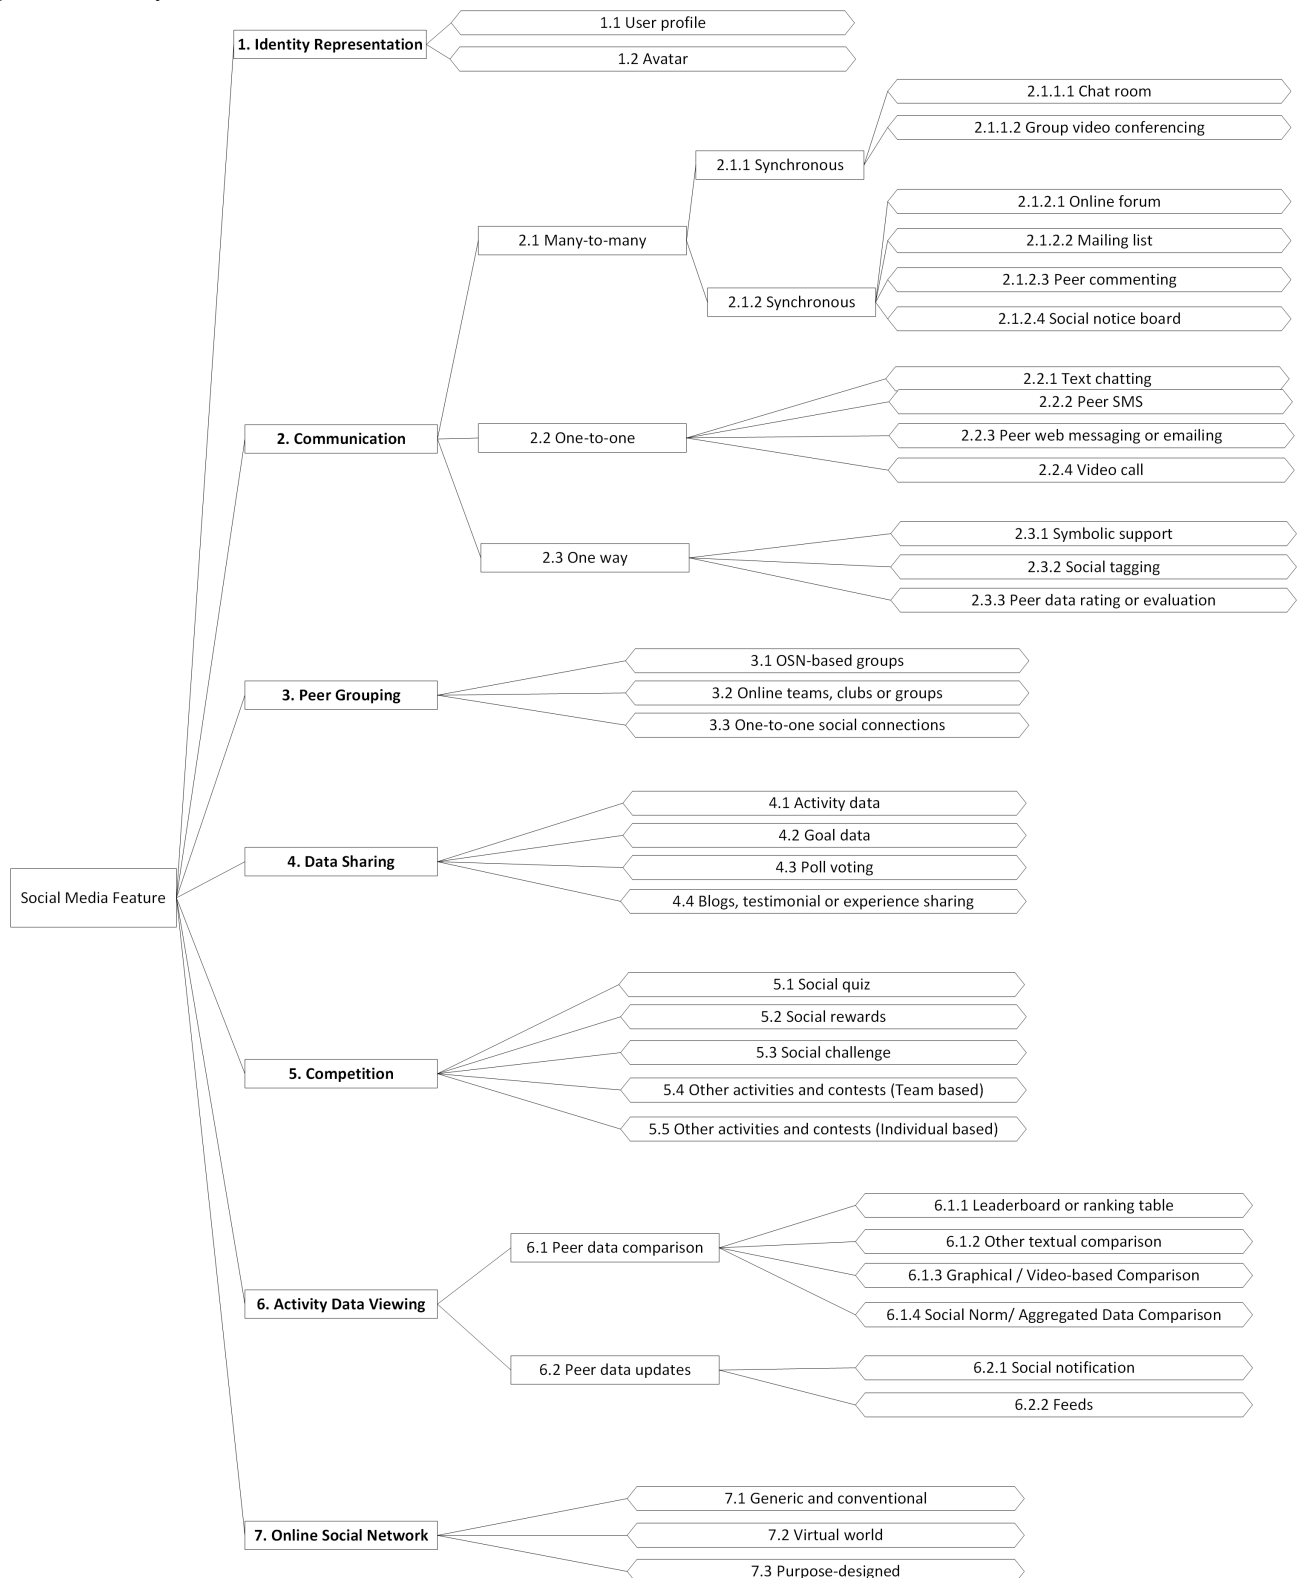 Social Media Feature
1. Identity Representation
1.1 User profile
1.2 Avatar
2. Communication
2.1 Many-to-many
2.1.1 Synchronous
2.1.1.1 Chat room
2.1.1.2 Group video conferencing
2.1.2 Synchronous
2.1.2.1 Online forum
2.1.2.2 Mailing list
2.1.2.3 Peer commenting
2.1.2.4 Social notice board
2.2 One-to-one
2.2.1 Text chatting
2.2.2 Peer SMS
2.2.3 Peer web messaging or emailing
2.2.4 Video call
2.3 One way
2.3.1 Symbolic support
2.3.2 Social tagging
2.3.3 Peer data rating or evaluation
3. Peer Grouping
3.1 OSN-based groups
3.2 Online teams, clubs or groups
3.3 One-to-one social connections
4. Data Sharing
4.1 Activity data
4.2 Goal data
4.3 Poll voting
4.4 Blogs, testimonial or experience sharing
5. Competition
5.1 Social quiz
5.2 Social rewards
5.3 Social challenge
5.4 Other activities and contests (Team based)
5.5 Other activities and contests (Individual based)
6. Activity Data Viewing
6.1 Peer data comparison
6.1.1 Leaderboard or ranking table
6.1.2 Other textual comparison
6.1.3 Graphical / Video-based Comparison
6.1.4 Social Norm/ Aggregated Data Comparison
6.2 Peer data updates
6.2.1 Social notification
6.2.2 Feeds
7. Online Social Network
7.1 Generic and conventional
7.2 Virtual world
7.3 Purpose-designed